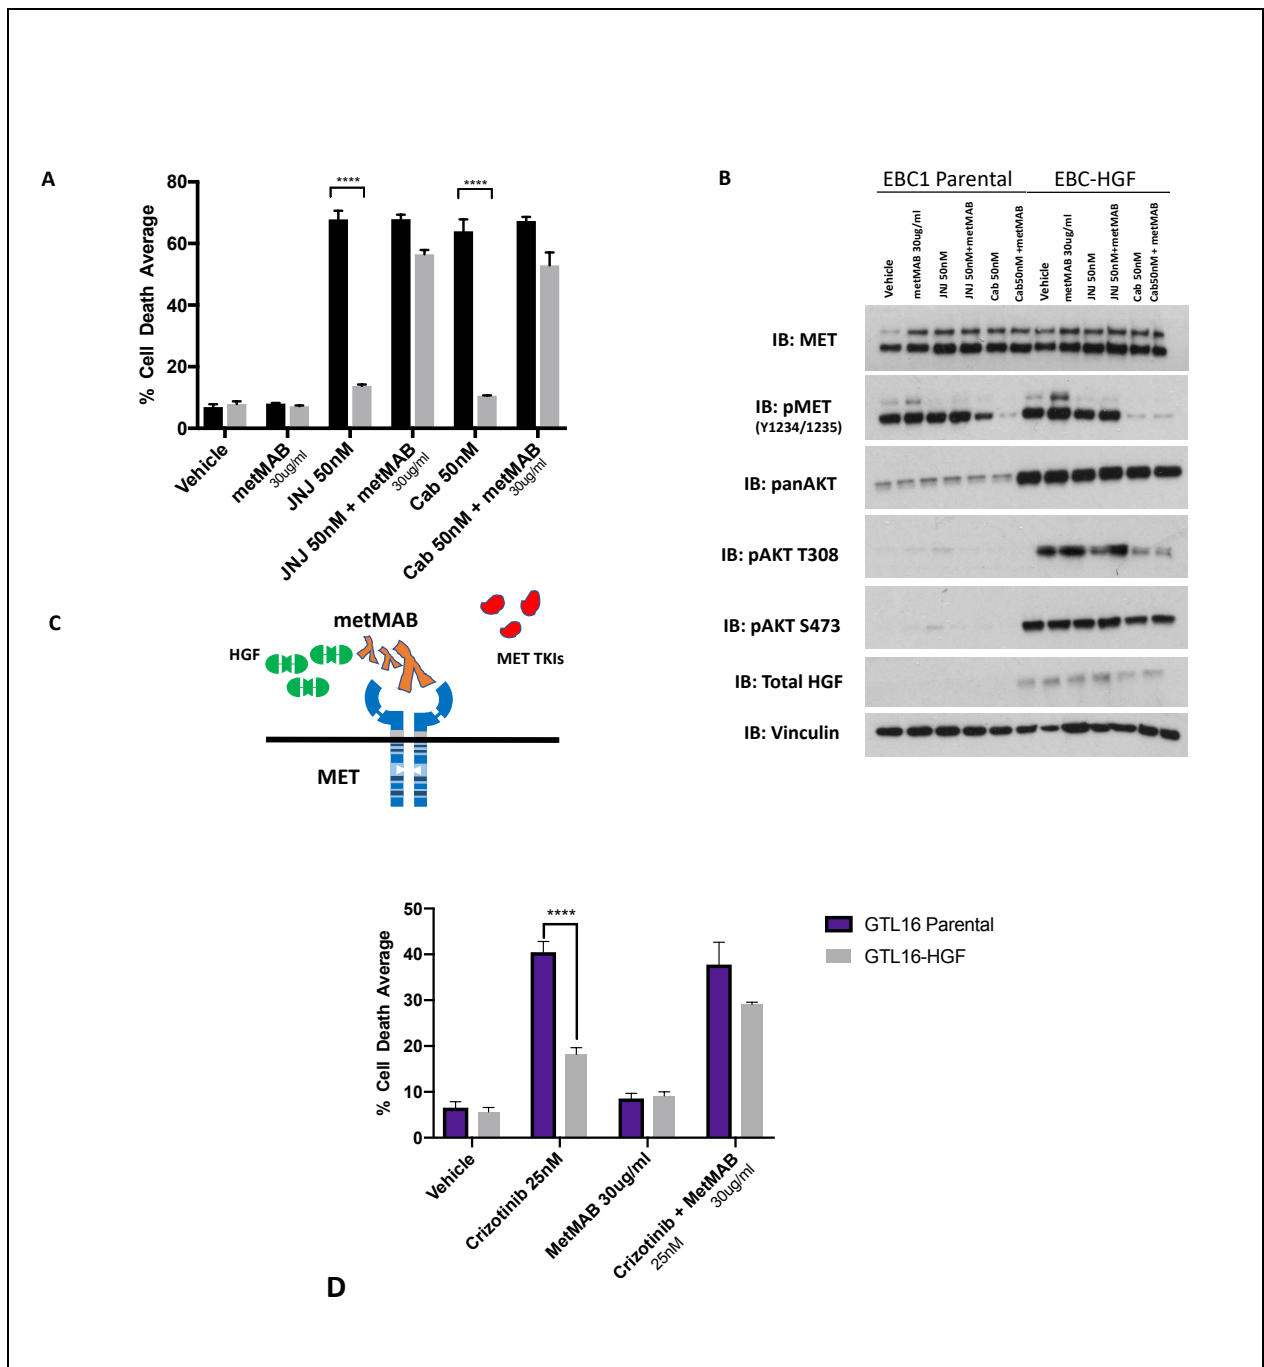 A
80
60
40
20
0
% Cell Death Average
****
****
Vehicle
metMAB
30ug/ml
JNJ 50nM
JNJ 50nM + metMAB
30ug/ml
Cab 50nM
Cab 50nM + metMAB
30ug/ml
B
EBC1 Parental
EBC-HGF
Vehicle
metMAB 30ug/ml
JNJ 50nM
JNJ 50nM+metMAB
Cab 50nM
Cab50nM +metMAB
Vehicle
metMAB 30ug/ml
JNJ 50nM
JNJ 50nM+metMAB
Cab 50nM
Cab50nM + metMAB
IB: MET
IB: pMET
(Y1234/1235)
IB: panAKT
IB: pAKT T308
IB: pAKT S473
IB: Total HGF
IB: Vinculin
C
metMAB
HGF
MET TKIs
MET
50
40
30
20
10
0
% Cell Death Average
****
GTL16 Parental
GTL16-HGF
Vehicle
Crizotinib 25nM
MetMAB 30ug/ml
Crizotinib + MetMAB
25nM
30ug/ml
D